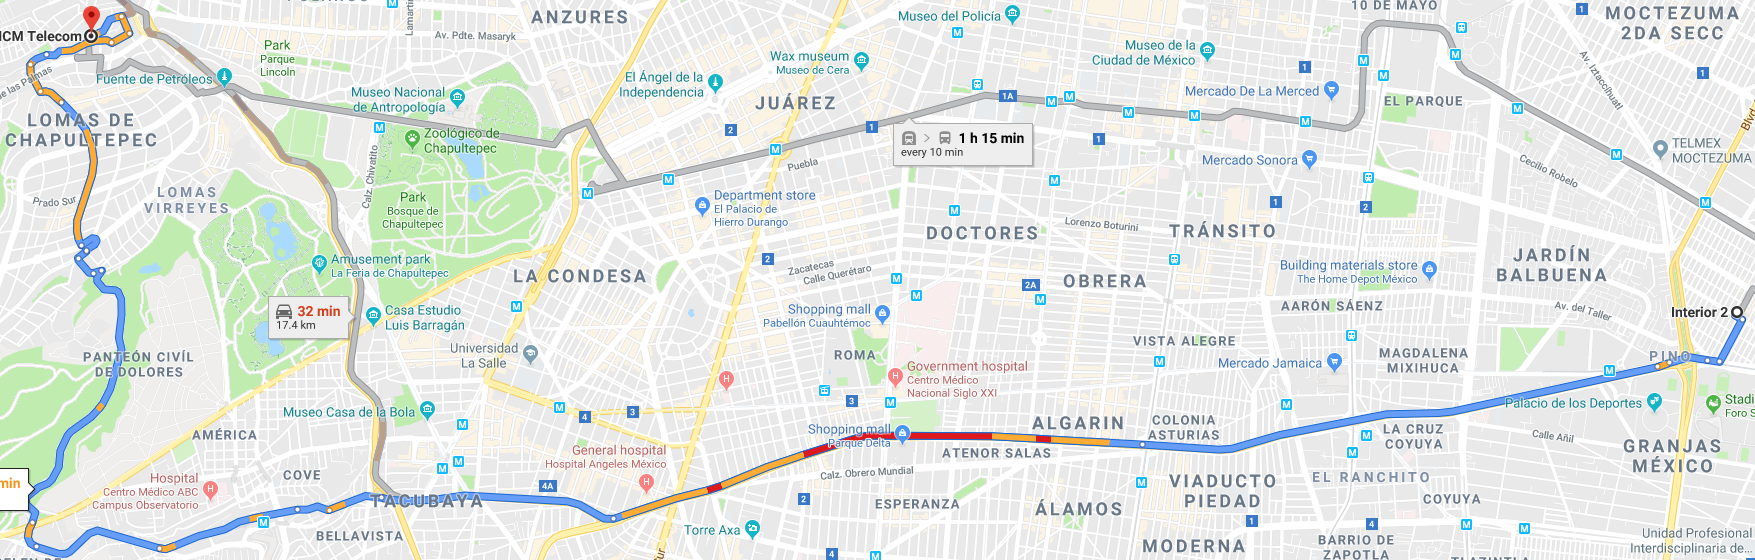 ANZURES
Museo del Policía
10 DE MAYO
MOCTEZUMA
2DA SECC
MCM Telecom
Av. Pdte. Masaryk
Park
Parque
Lincoln
Wax museum
Museo de Cera
Museo de la
Ciudad de México
Fuente de Petróleos
El Ángel de la
Independencia
Museo Nacional
de Antropología
JUÁREZ
1A
Mercado De La Merced
EL PARQUE
Av. Iztaccíhuatl
LOMAS DE
CHAPULTEPEC
Zoológico de
Chapultepec
1 h 15 min
every 10 min
TELMEX
MOCTEZUMA
Puebla
Mercado Sonora
Cecilio Robelo
Calz. Chivatito
LOMAS
VIRREYES
Prado Sur
Park
Bosque de
Chapultepec
Department store
El Palacio de
Hierro Durango
DOCTORES
Lorenzo Boturini
TRÁNSITO
Amusement park
La Feria de Chapultepec
LA CONDESA
Zacatecas
Calle Querétaro
OBRERA
2A
Building materials store
The Home Depot México
JARDÍN
BALBUENA
32 min
17.4 km
Casa Estudio
Luis Barragán
Shopping mall
Pabellón Cuauhtémoc
AARÓN SÁENZ
Av. del Taller
Interior 2
Universidad
La Salle
ROMA
VISTA ALEGRE
MAGDALENA
MIXIHUCA
PINO
PANTEÓN CIVIL
DE DOLORES
Government hospital
Centro Médico
Nacional Siglo XXI
Mercado Jamaica
Museo Casa de la Bola
Palacio de los Deportes
Stadi
Foro S
AMÉRICA
Shopping mall
Parque Delta
ALGARIN
COLONIA
ASTURIAS
LA CRUZ
COYUYA
Calle Añil
GRANJAS
MÉXICO
General hospital
Hospital Angeles México
ATENOR SALAS
Calz. Obrero Mundial
min
Hospital
Centro Médico ABC
Campus Observatorio
COVE
4A
TACUBAYA
ESPERANZA
VIADUCTO
PIEDAD
EL RANCHITO
COYUYA
BELLAVISTA
Torre Axa
ÁLAMOS
MODERNA
BARRIO DE
ZAPOTLA
Unidad Profesional
Interdisciplinaria de...